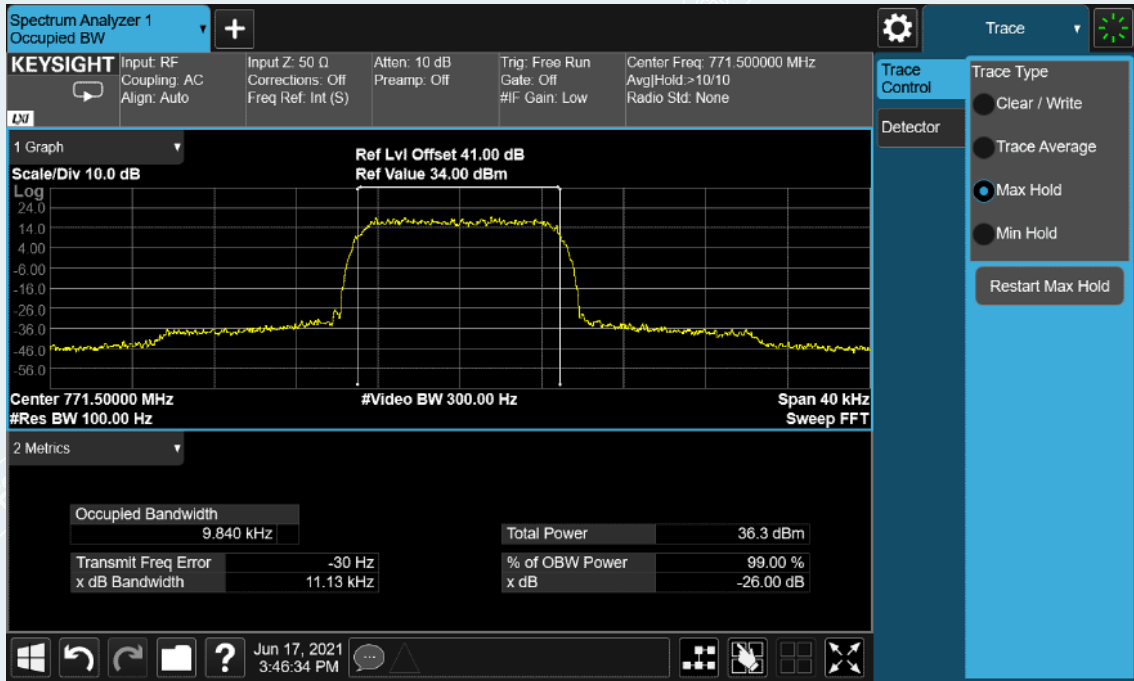 Spectrum Analyzer 1
Occupied BW
+
Trace
KEYSIGHT
Input: RF
Coupling: AC
Align: Auto
Input Z: 50 Ω
Corrections: Off
Freq Ref: Int (S)
Atten: 10 dB
Preamp: Off
Trig: Free Run
Gate: Off
#IF Gain: Low
Center Freq: 771.500000 MHz
Avg|Hold:>10/10
Radio Std: None
LXI
Trace
Control
Detector
Trace Type
Clear / Write
Trace Average
Max Hold
Min Hold
Restart Max Hold
1 Graph
Scale/Div 10.0 dB
Ref Lvl Offset 41.00 dB
Ref Value 34.00 dBm
Log
24.0
14.0
4.00
-6.00
-16.0
-26.0
-36.0
-46.0
-56.0
Center 771.50000 MHz
#Video BW 300.00 Hz
Span 40 kHz
#Res BW 100.00 Hz
Sweep FFT
2 Metrics
Occupied Bandwidth
9.840 kHz
Total Power 36.3 dBm
Transmit Freq Error -30 Hz
% of OBW Power 99.00 %
x dB Bandwidth 11.13 kHz
x dB -26.00 dB
?
Jun 17, 2021
3:46:34 PM